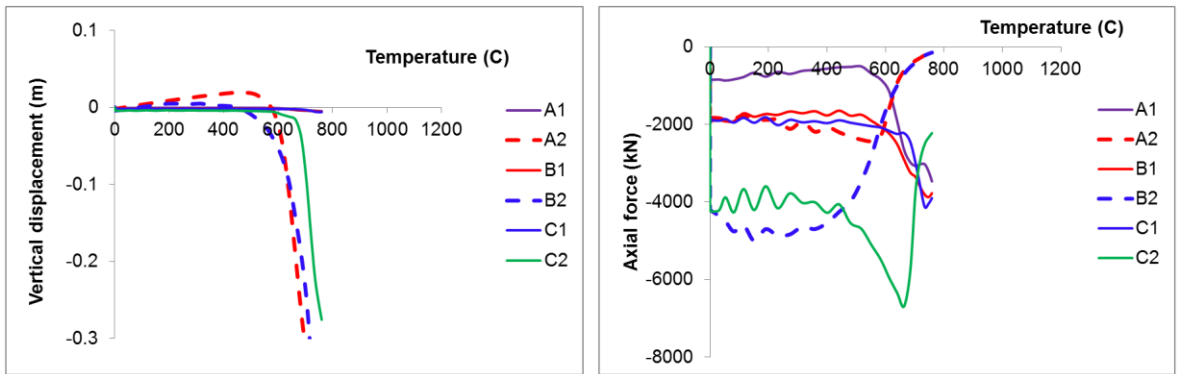 0.1
Temperature (C)
0
0 200 400 600 800 1000 1200
-0.1
-0.2
-0.3
Vertical displacement (m)
A1
A2
B1
B2
C1
C2
Temperature (C)
0
0 200 400 600 800 1000 1200
-2000
-4000
-6000
-8000
Axial force (kN)
A1
A2
B1
B2
C1
C2